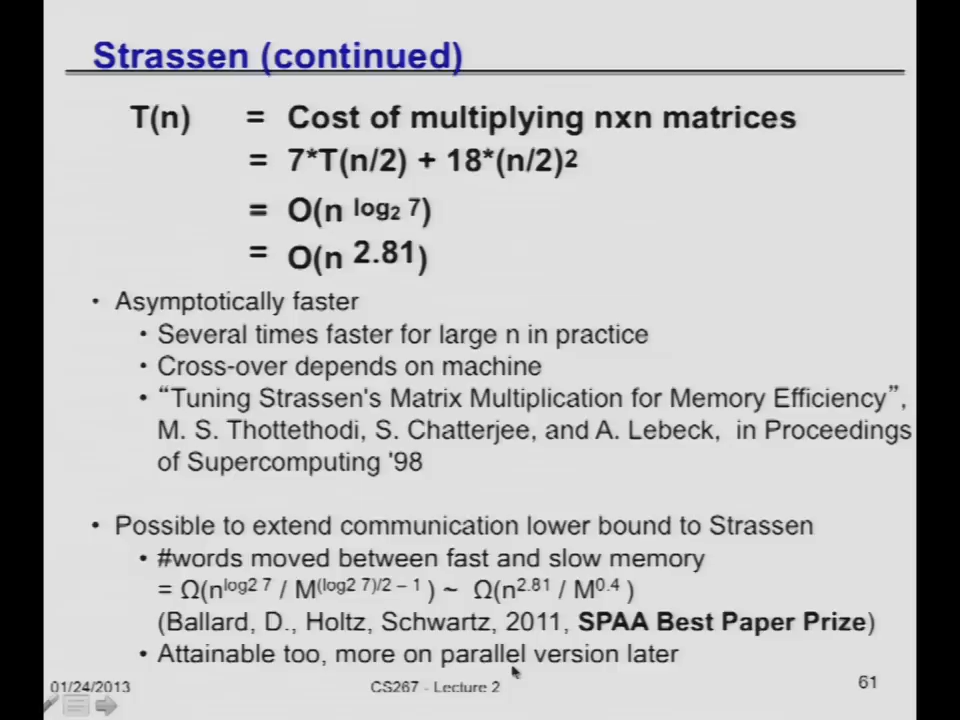 Strassen (continued)
T(n) = Cost of multiplying nxn matrices
= 7*T(n/2) + 18*(n/2)2
= O(n log2 7)
= O(n 2.81)
• Asymptotically faster
• Several times faster for large n in practice
• Cross-over depends on machine
• “Tuning Strassen's Matrix Multiplication for Memory Efficiency”,
M. S. Thottethodi, S. Chatterjee, and A. Lebeck, in Proceedings
of Supercomputing '98
• Possible to extend communication lower bound to Strassen
• #words moved between fast and slow memory
= Ω(nlog2 7 / M(log2 7)/2 – 1 ) ~ Ω(n2.81 / M0.4 )
(Ballard, D., Holtz, Schwartz, 2011, SPAA Best Paper Prize)
• Attainable too, more on parallel version later
01/24/2013 CS267 - Lecture 2 61